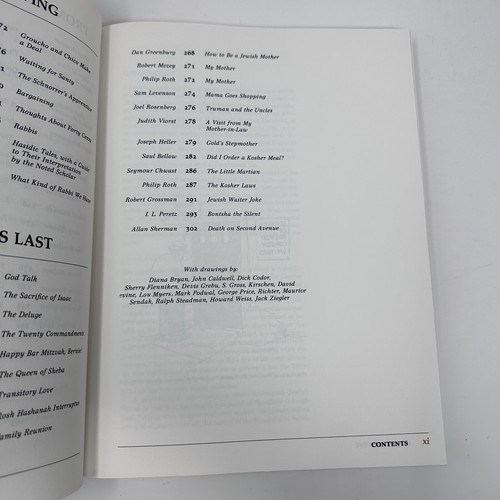 ING
72 Groucho and Chico Make
a Deal
76 Waiting for Santy
The Schnorrer's Apprentice
Bargaining
Thoughts About Forty Cents
Rabbis
Hasidic Tales, with a Guide
to Their Interpretation
by the Noted Scholar
What Kind of Rabbi We Have
S LAST
God Talk
The Sacrifice of Isaac
The Deluge
The Twenty Commandments
Happy Bar Mitzvah, Bernie
The Queen of Sheba
Transitory Love
Rosh Hashanah Interruptus
Family Reunion
Dan Greenburg 268 How to Be a Jewish Mother
Robert Mezey 271 My Mother
Philip Roth 272 My Mother
Sam Levenson 274 Mama Goes Shopping
Joel Rosenberg 276 Truman and the Uncles
Judith Viorst 278 A Visit from My
Mother-in-Law
Joseph Heller 279 Gold's Stepmother
Saul Bellow 282 Did I Order a Kosher Meal?
Seymour Chwast 286 The Little Martian
Philip Roth 287 The Kosher Laws
Robert Grossman 291 Jewish Waiter Joke
I. L. Peretz 293 Bontsha the Silent
Allan Sherman 302 Death on Second Avenue
With drawings by:
Diana Bryan, John Caldwell, Dick Codor,
Sherry Flenniken, Devis Grebu, S. Gross, Kirschen, David
evine, Lou Myers, Mark Podwal, George Price, Richter, Maurice
Sendak, Ralph Steadman, Howard Weiss, Jack Ziegler
CONTENTS xi